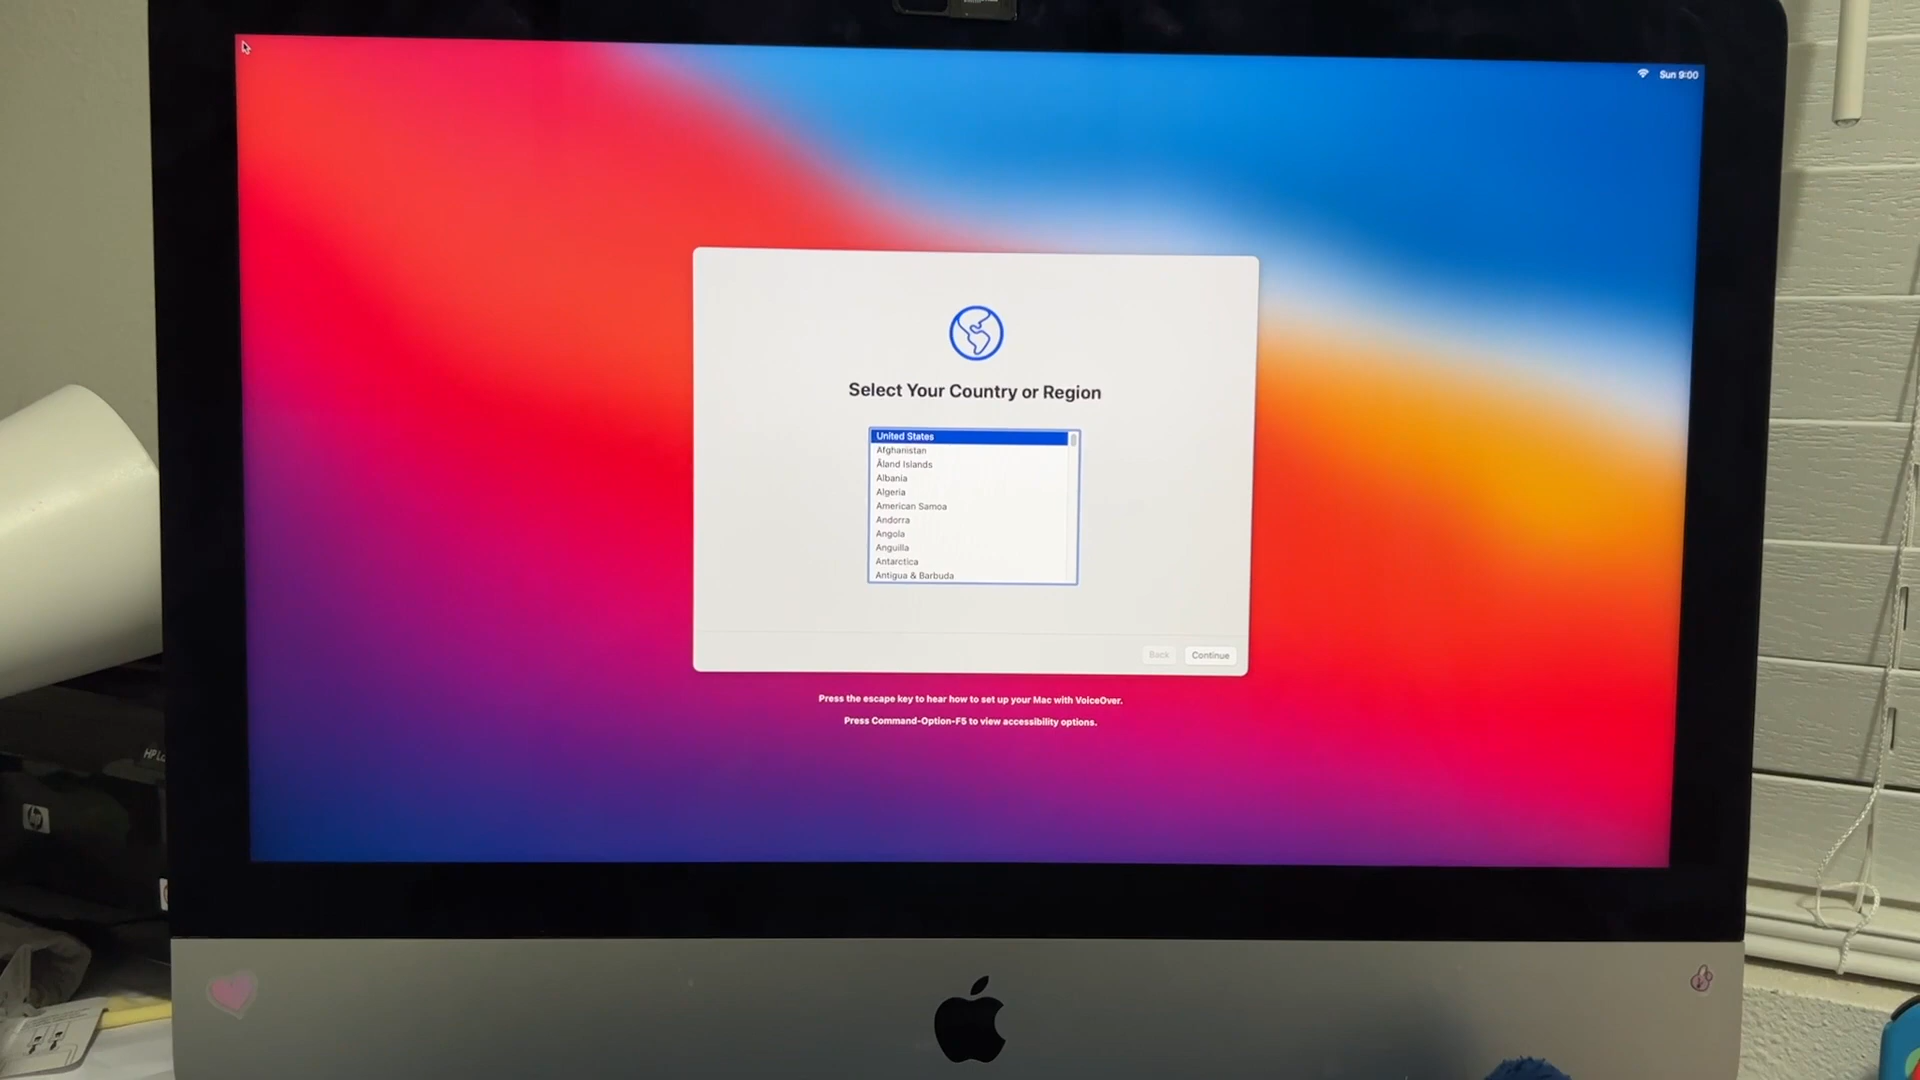 Sun 9:00
Select Your Country or Region
United States
Afghanistan
Åland Islands
Albania
Algeria
American Samoa
Andorra
Angola
Anguilla
Antarctica
Antigua & Barbuda
Back
Continue
Press the escape key to hear how to set up your Mac with VoiceOver.
Press Command-Option-F5 to view accessibility options.
hp